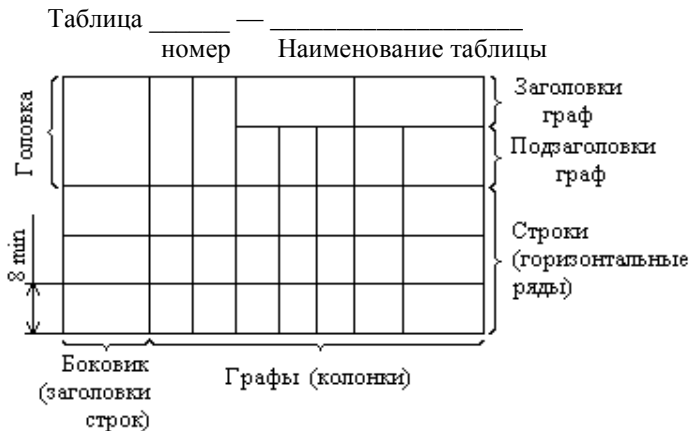 Таблица ______ — ___________________
номер Наименование таблицы
Головка
Заголовки
граф
Подзаголовки
граф
8 min
Строки
(горизонтальные
ряды)
Боковик
(заголовки
строк)
Графы (колонки)